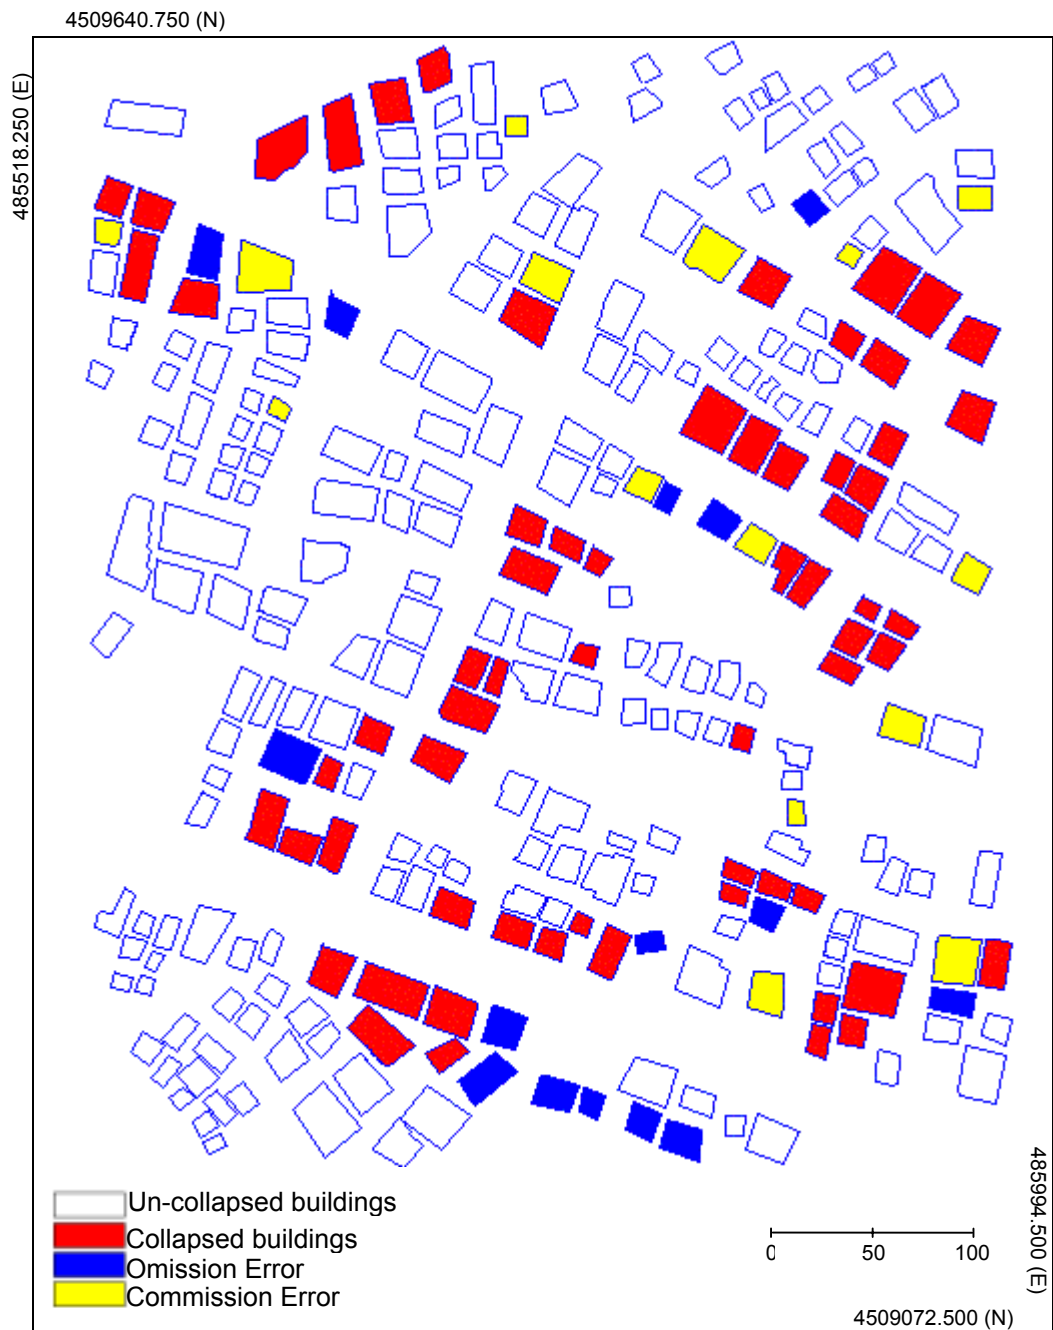 4509640.750 (N)
485518.250 (E)
Un-collapsed buildings
Collapsed buildings
Omission Error
Commission Error
0 50 100
485994.500 (E)
4509072.500 (N)